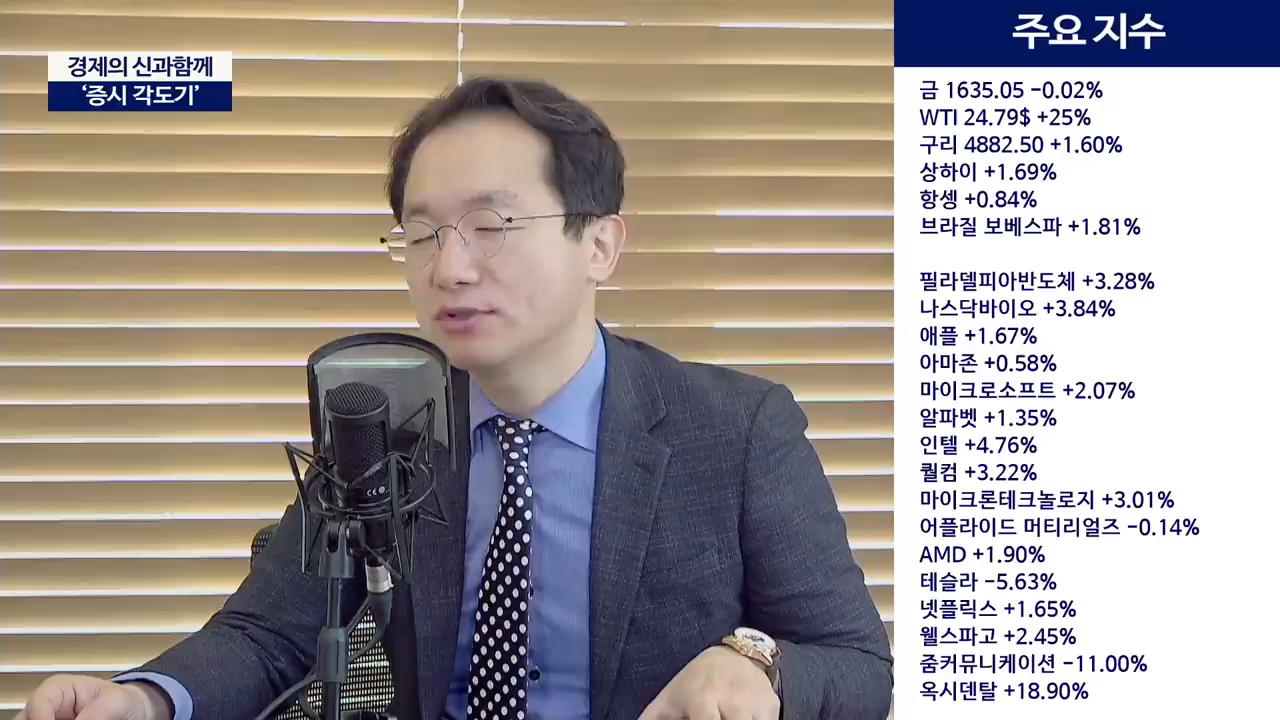 경제의 신과함께
‘증시 각도기’
주요 지수
금 1635.05 -0.02%
WTI 24.79$ +25%
구리 4882.50 +1.60%
상하이 +1.69%
항셍 +0.84%
브라질 보베스파 +1.81%
필라델피아반도체 +3.28%
나스닥바이오 +3.84%
애플 +1.67%
아마존 +0.58%
마이크로소프트 +2.07%
알파벳 +1.35%
인텔 +4.76%
퀄컴 +3.22%
마이크론테크놀로지 +3.01%
어플라이드 머티리얼즈 -0.14%
AMD +1.90%
테슬라 -5.63%
넷플릭스 +1.65%
웰스파고 +2.45%
줌커뮤니케이션 -11.00%
옥시덴탈 +18.90%
CE